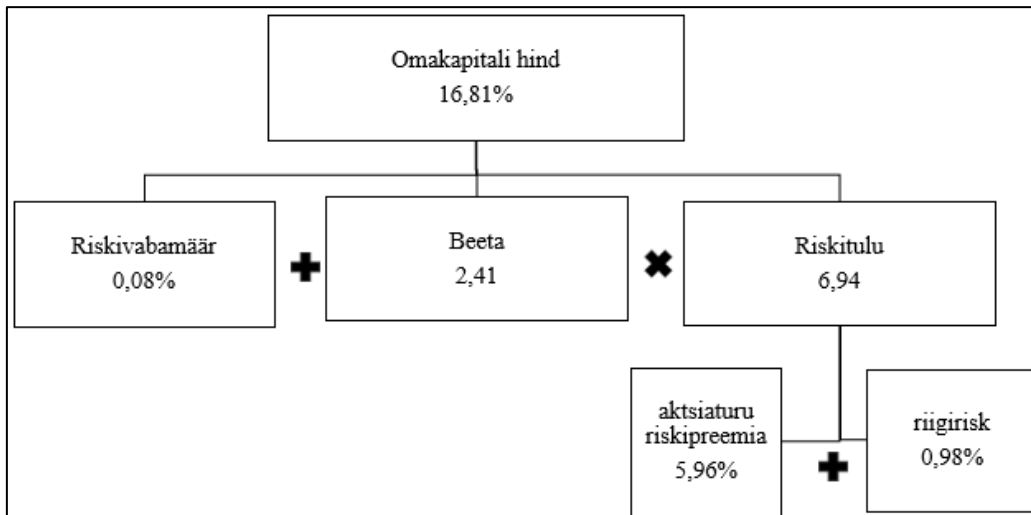 Omakapitali hind
16,81%
Riskivabamäär
0,08%
Beeta
2,41
Riskitulu
6,94
aktsiaturu
riskipreemia
5,96%
riigirisk
0,98%